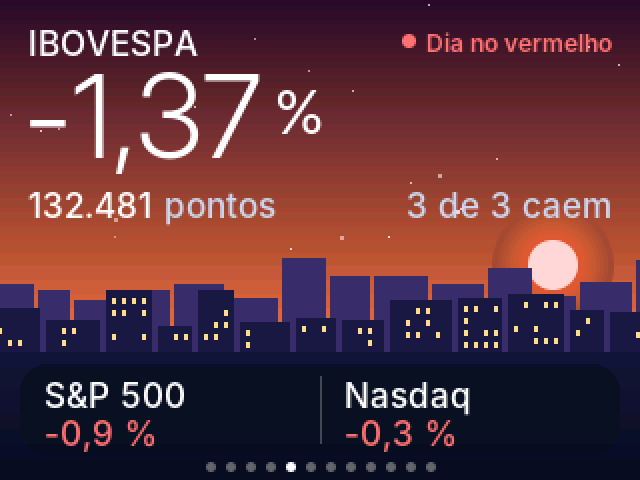 IBOVESPA
Dia no vermelho
-1,37 %
132.481 pontos
3 de 3 caem
S&P 500
-0,9 %
Nasdaq
-0,3 %